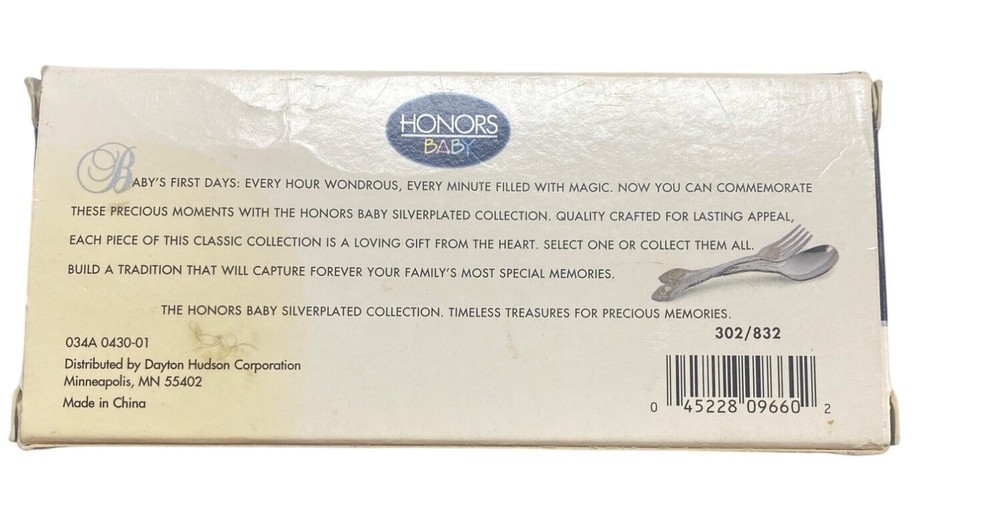 HONORS
BABY
BABY'S FIRST DAYS: EVERY HOUR WONDROUS, EVERY MINUTE FILLED WITH MAGIC. NOW YOU CAN COMMEMORATE
THESE PRECIOUS MOMENTS WITH THE HONORS BABY SILVERPLATED COLLECTION. QUALITY CRAFTED FOR LASTING APPEAL,
EACH PIECE OF THIS CLASSIC COLLECTION IS A LOVING GIFT FROM THE HEART. SELECT ONE OR COLLECT THEM ALL.
BUILD A TRADITION THAT WILL CAPTURE FOREVER YOUR FAMILY'S MOST SPECIAL MEMORIES.
THE HONORS BABY SILVERPLATED COLLECTION. TIMELESS TREASURES FOR PRECIOUS MEMORIES.
302/832
034A 0430-01
Distributed by Dayton Hudson Corporation
Minneapolis, MN 55402
Made in China
0 45228 09660 2